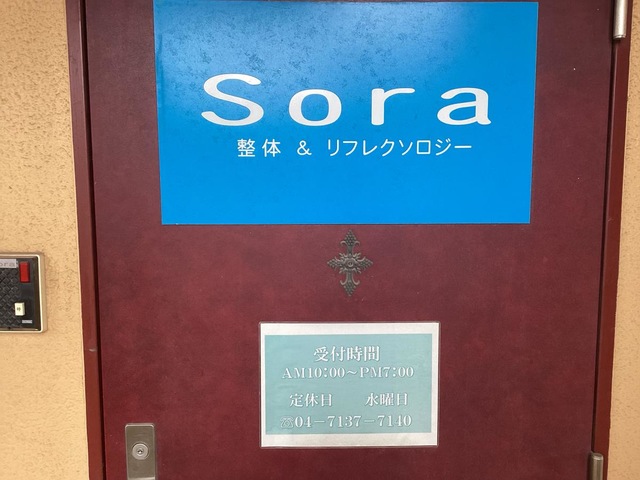 Sora
整体 & リフレクソロジー
受付時間
AM10:00～PM7:00
定休日 水曜日
☏04－7137－7140